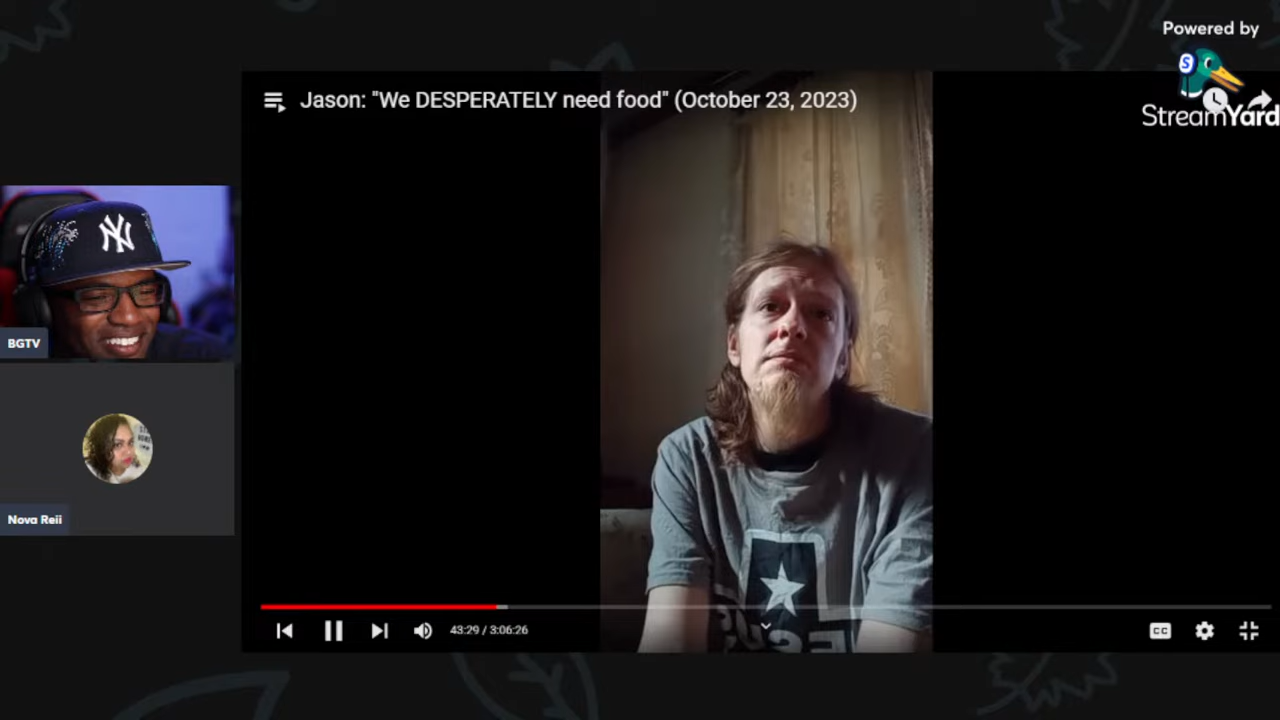 Powered by
S
StreamYard
Jason: "We DESPERATELY need food" (October 23, 2023)
NY
BGTV
Nova Reii
43:29 / 3:06:26
CC